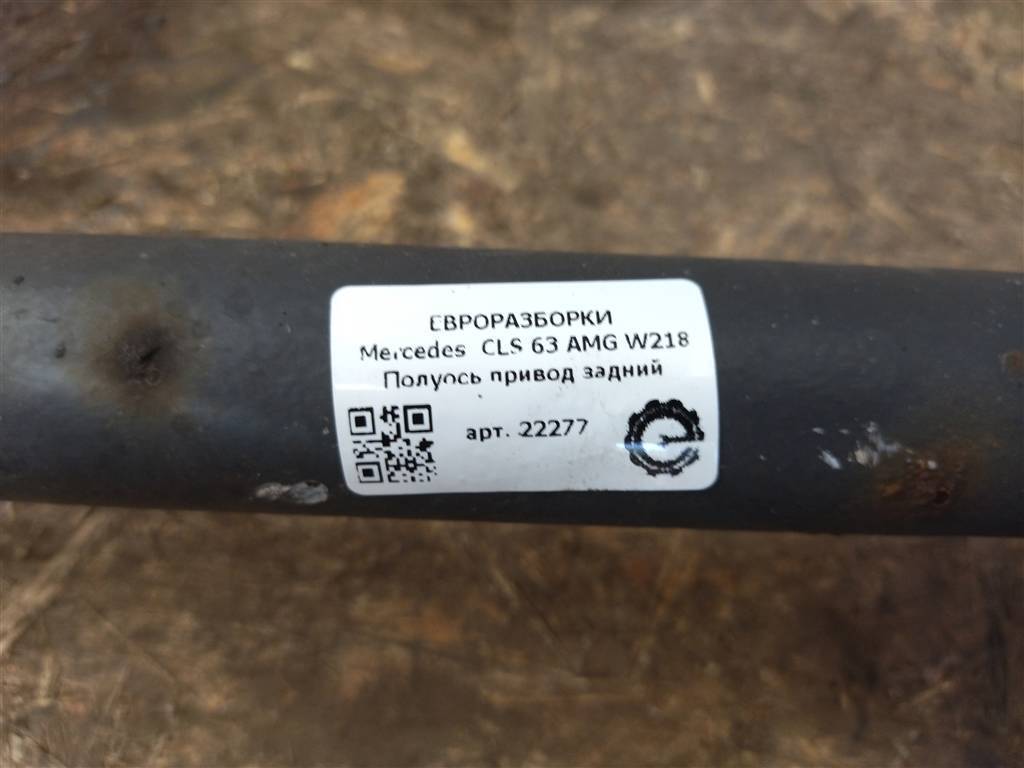 ЕВРОРАЗБОРКИ
Mercedes CLS 63 AMG W218
Полуось привод задний
арт. 22277